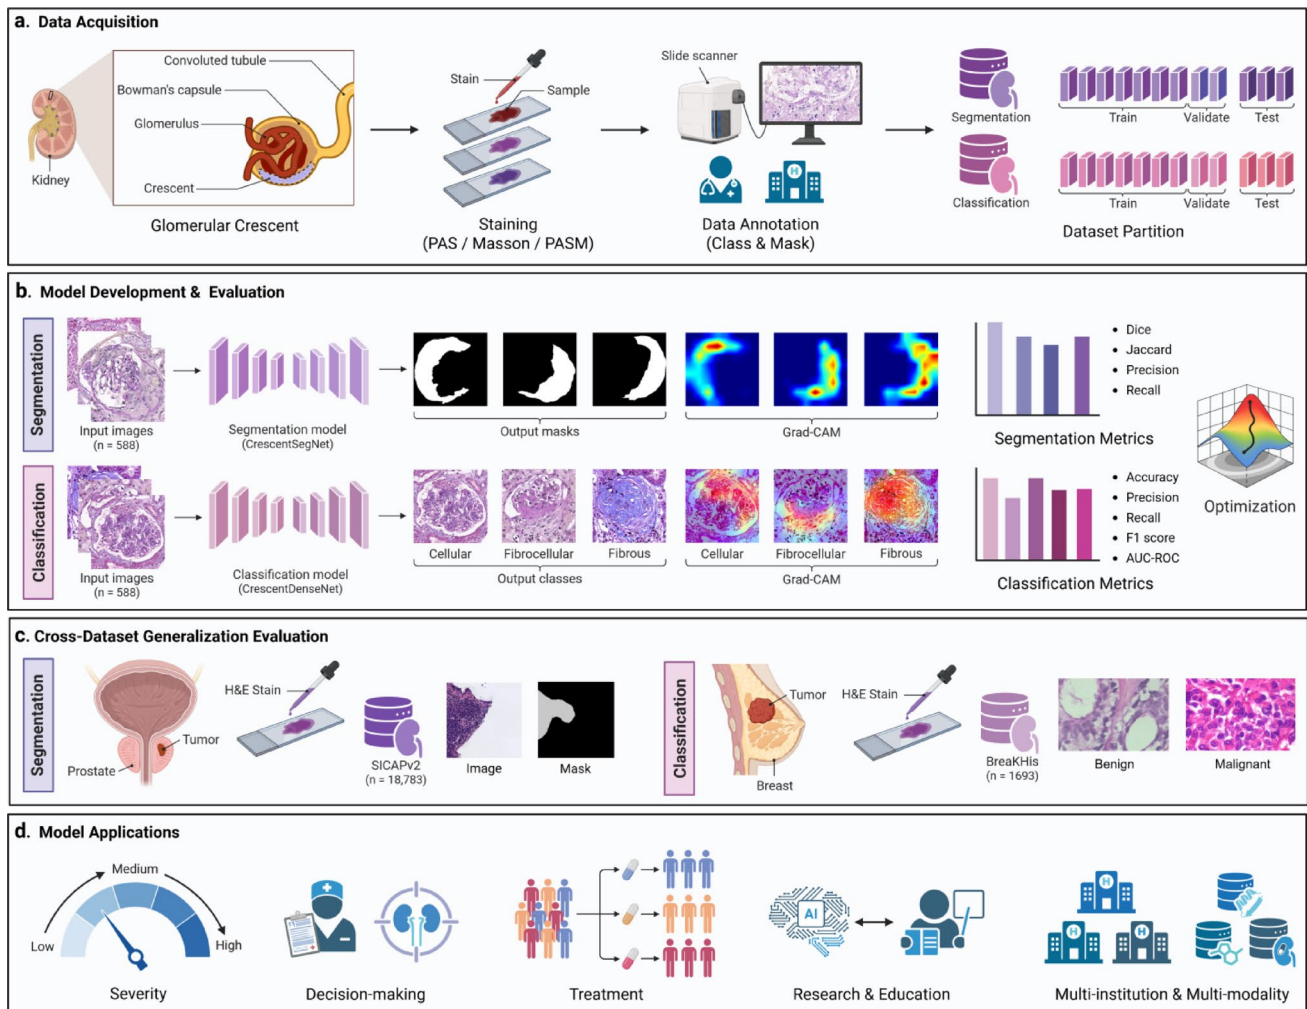 a. Data Acquisition
Convoluted tubule
Bowman's capsule
Glomerulus
Crescent
Kidney
Glomerular Crescent
Stain
Sample
Staining
(PAS / Masson / PASM)
Slide scanner
H
Data Annotation
(Class & Mask)
Segmentation
Train
Validate
Test
Classification
Train
Validate
Test
Dataset Partition
b. Model Development & Evaluation
Segmentation
Input images
(n = 588)
Segmentation model
(CrescentSegNet)
Output masks
Grad-CAM
• Dice
• Jaccard
• Precision
• Recall
Segmentation Metrics
Classification
Input images
(n = 588)
Classification model
(CrescentDenseNet)
Cellular
Fibrocellular
Fibrous
Output classes
Cellular
Fibrocellular
Fibrous
Grad-CAM
• Accuracy
• Precision
• Recall
• F1 score
• AUC-ROC
Classification Metrics
Optimization
c. Cross-Dataset Generalization Evaluation
Segmentation
Tumor
Prostate
H&E Stain
SICAPv2
(n = 18,783)
Image
Mask
Classification
Tumor
Breast
H&E Stain
BreaKHis
(n = 1693)
Benign
Malignant
d. Model Applications
Low
Medium
High
Severity
Decision-making
Treatment
AI
Research & Education
H
H
H
Multi-institution & Multi-modality